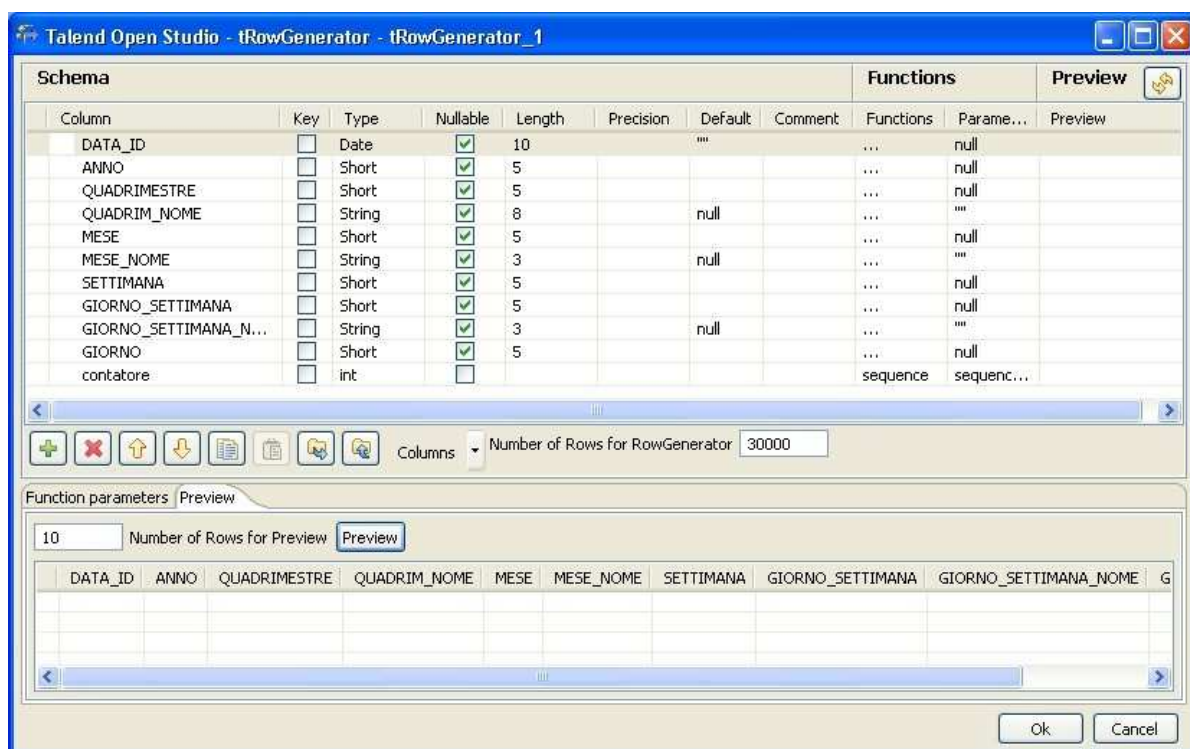 Talend Open Studio - tRowGenerator - tRowGenerator_1
Schema Functions Preview
Column Key Type Nullable Length Precision Default Comment Functions Parame... Preview
DATA_ID Date 10 "" ... null
ANNO Short 5 ... null
QUADRIMESTRE Short 5 ... null
QUADRIM_NOME String 8 null ... ""
MESE Short 5 ... null
MESE_NOME String 3 null ... ""
SETTIMANA Short 5 ... null
GIORNO_SETTIMANA Short 5 ... null
GIORNO_SETTIMANA_N... String 3 null ... ""
GIORNO Short 5 ... null
contatore int sequence sequenc...
Columns Number of Rows for RowGenerator 30000
Function parameters Preview
10 Number of Rows for Preview Preview
DATA_ID ANNO QUADRIMESTRE QUADRIM_NOME MESE MESE_NOME SETTIMANA GIORNO_SETTIMANA GIORNO_SETTIMANA_NOME G
Ok Cancel